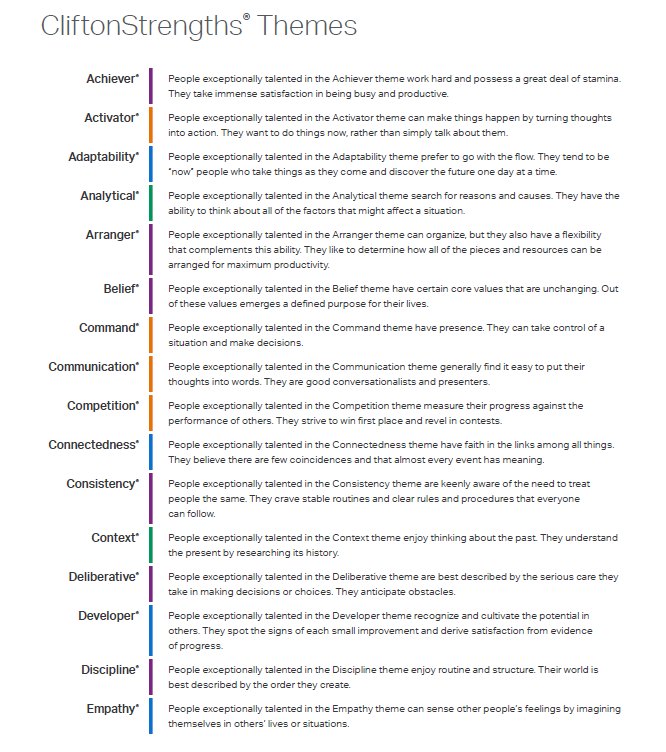 CliftonStrengths® Themes
Achiever®
People exceptionally talented in the Achiever theme work hard and possess a great deal of stamina.
They take immense satisfaction in being busy and productive.
Activator®
People exceptionally talented in the Activator theme can make things happen by turning thoughts
into action. They want to do things now, rather than simply talk about them.
Adaptability®
People exceptionally talented in the Adaptability theme prefer to go with the flow. They tend to be
"now" people who take things as they come and discover the future one day at a time.
Analytical®
People exceptionally talented in the Analytical theme search for reasons and causes. They have the
ability to think about all of the factors that might affect a situation.
Arranger®
People exceptionally talented in the Arranger theme can organize, but they also have a flexibility
that complements this ability. They like to determine how all of the pieces and resources can be
arranged for maximum productivity.
Belief®
People exceptionally talented in the Belief theme have certain core values that are unchanging. Out
of these values emerges a defined purpose for their lives.
Command®
People exceptionally talented in the Command theme have presence. They can take control of a
situation and make decisions.
Communication®
People exceptionally talented in the Communication theme generally find it easy to put their
thoughts into words. They are good conversationalists and presenters.
Competition®
People exceptionally talented in the Competition theme measure their progress against the
performance of others. They strive to win first place and revel in contests.
Connectedness®
People exceptionally talented in the Connectedness theme have faith in the links among all things.
They believe there are few coincidences and that almost every event has meaning.
Consistency®
People exceptionally talented in the Consistency theme are keenly aware of the need to treat
people the same. They crave stable routines and clear rules and procedures that everyone
can follow.
Context®
People exceptionally talented in the Context theme enjoy thinking about the past. They understand
the present by researching its history.
Deliberative®
People exceptionally talented in the Deliberative theme are best described by the serious care they
take in making decisions or choices. They anticipate obstacles.
Developer®
People exceptionally talented in the Developer theme recognize and cultivate the potential in
others. They spot the signs of each small improvement and derive satisfaction from evidence
of progress.
Discipline®
People exceptionally talented in the Discipline theme enjoy routine and structure. Their world is
best described by the order they create.
Empathy®
People exceptionally talented in the Empathy theme can sense other people's feelings by imagining
themselves in others' lives or situations.